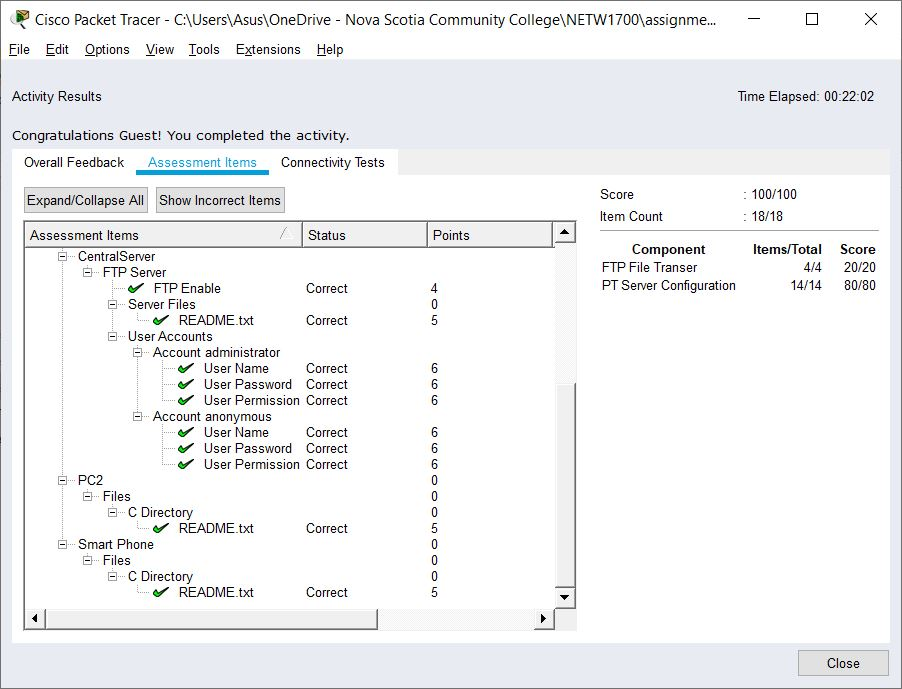 Cisco Packet Tracer - C:\Users\Asus\OneDrive - Nova Scotia Community College\NETW1700\assignme...
File Edit Options View Tools Extensions Help
Activity Results Time Elapsed: 00:22:02
Congratulations Guest! You completed the activity.
Overall Feedback Assessment Items Connectivity Tests
Expand/Collapse All Show Incorrect Items
Assessment Items Status Points
CentralServer
FTP Server
FTP Enable Correct 4
Server Files 0
README.txt Correct 5
User Accounts
Account administrator
User Name Correct 6
User Password Correct 6
User Permission Correct 6
Account anonymous
User Name Correct 6
User Password Correct 6
User Permission Correct 6
PC2 0
Files 0
C Directory 0
README.txt Correct 5
Smart Phone 0
Files 0
C Directory 0
README.txt Correct 5
Score : 100/100
Item Count : 18/18
Component Items/Total Score
FTP File Transer 4/4 20/20
PT Server Configuration 14/14 80/80
Close